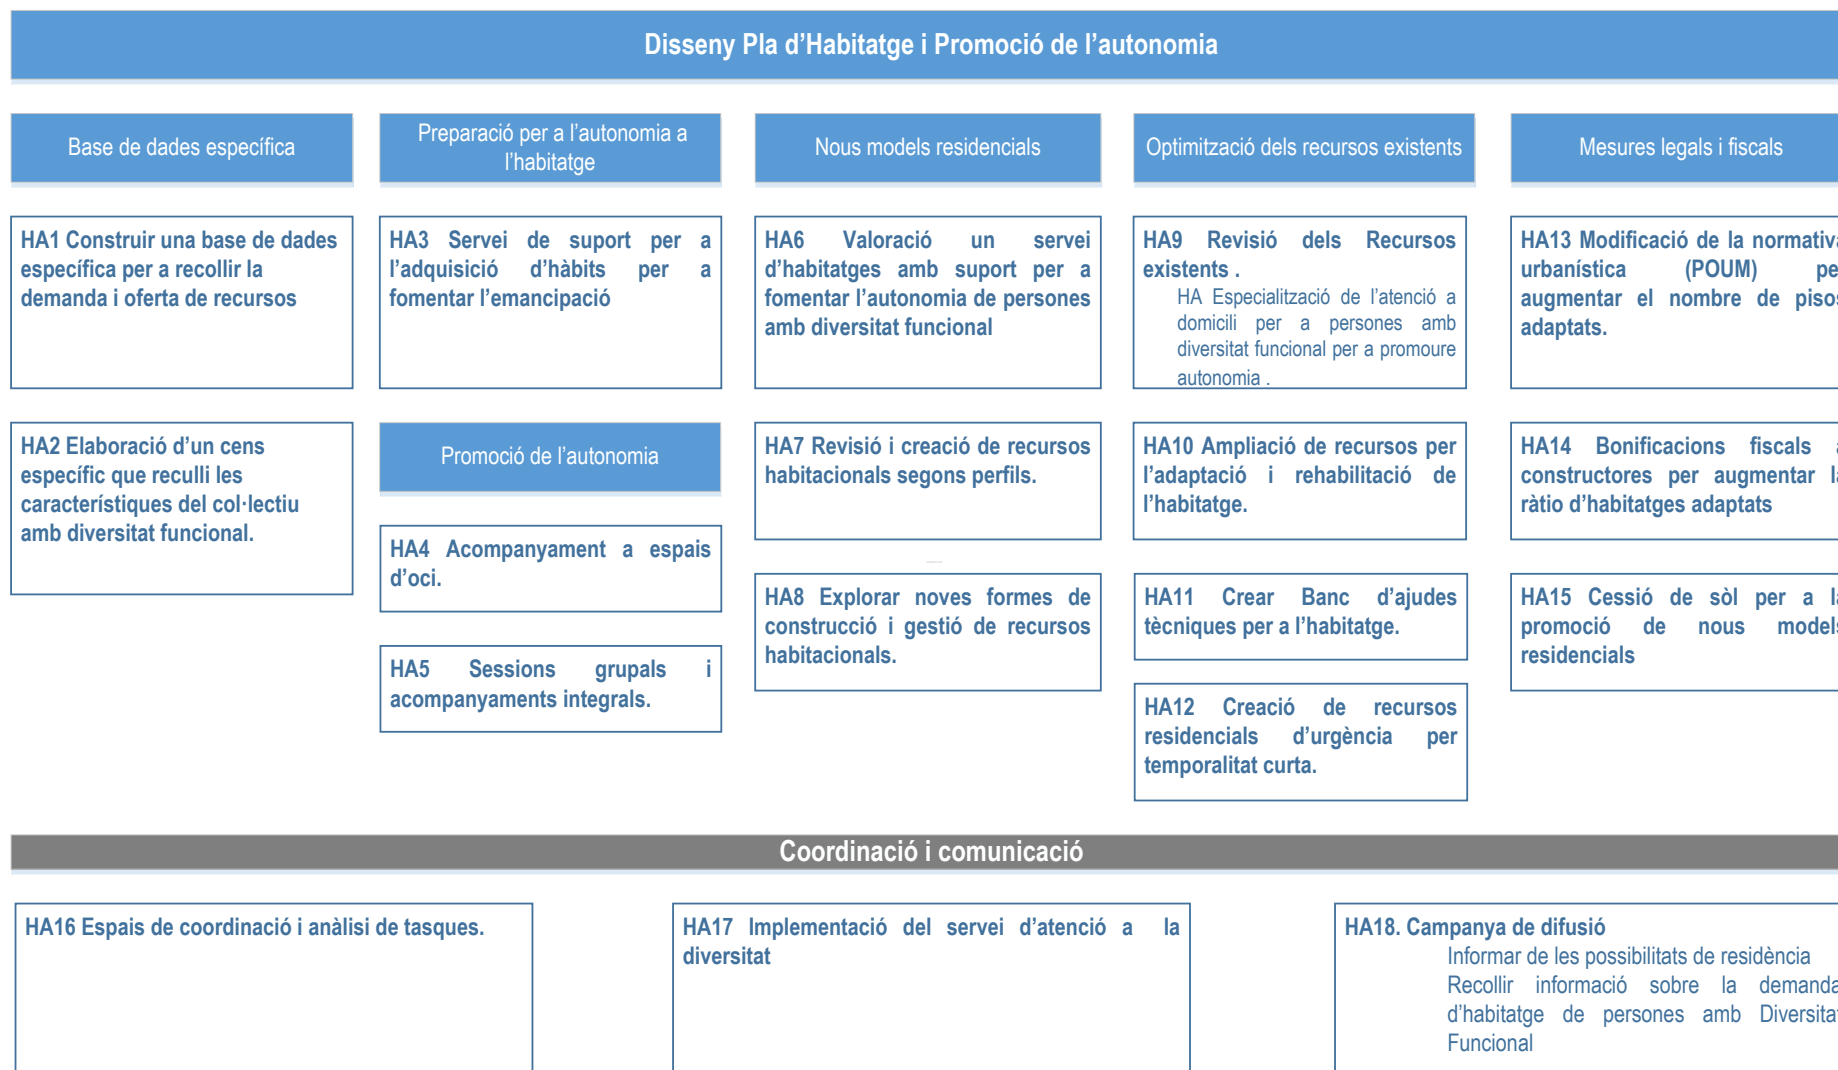 Disseny Pla d’Habitatge i Promoció de l’autonomia
Base de dades específica
Preparació per a l’autonomia a
l’habitatge
Nous models residencials
Optimització dels recursos existents
Mesures legals i fiscals
HA1 Construir una base de dades
específica per a recollir la
demanda i oferta de recursos
HA2 Elaboració d’un cens
específic que reculli les
característiques del col·lectiu
amb diversitat funcional.
HA3 Servei de suport per a
l’adquisició d’hàbits per a
fomentar l’emancipació
Promoció de l’autonomia
HA4 Acompanyament a espais
d’oci.
HA5 Sessions grupals i
acompanyaments integrals.
HA6 Valoració un servei
d’habitatges amb suport per a
fomentar l’autonomia de persones
amb diversitat funcional
HA7 Revisió i creació de recursos
habitacionals segons perfils.
HA8 Explorar noves formes de
construcció i gestió de recursos
habitacionals.
HA9 Revisió dels Recursos
existents .
HA Especialització de l’atenció a
domicili per a persones amb
diversitat funcional per a promoure
autonomia .
HA10 Ampliació de recursos per
l’adaptació i rehabilitació de
l’habitatge.
HA11 Crear Banc d’ajudes
tècniques per a l’habitatge.
HA12 Creació de recursos
residencials d’urgència per
temporalitat curta.
HA13 Modificació de la normativa
urbanística (POUM) pe
augmentar el nombre de pisos
adaptats.
HA14 Bonificacions fiscals a
constructores per augmentar la
ràtio d’habitatges adaptats
HA15 Cessió de sòl per a la
promoció de nous models
residencials
Coordinació i comunicació
HA16 Espais de coordinació i anàlisi de tasques.
HA17 Implementació del servei d’atenció a la
diversitat
HA18. Campanya de difusió
Informar de les possibilitats de residència
Recollir informació sobre la demanda
d’habitatge de persones amb Diversitat
Funcional